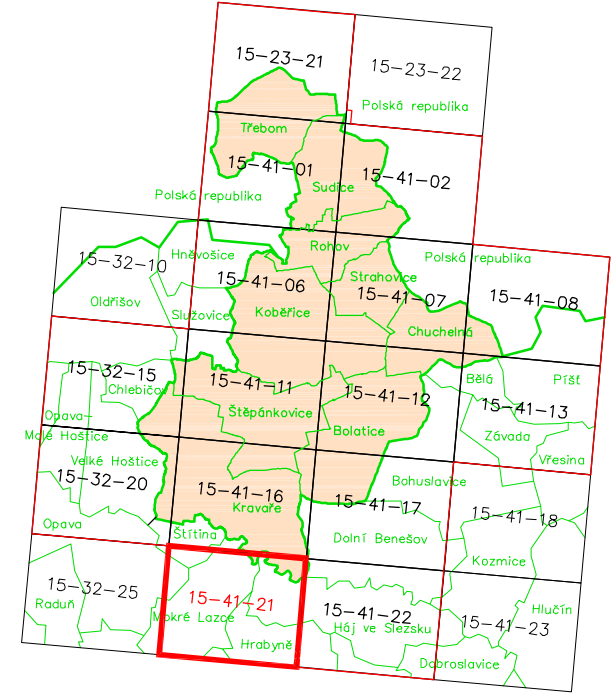 15-23-21
15-23-22
Polská republika
Třebom
15-41-01
Sudice
15-41-02
Polská republika
Rohov
Polská republika
Hněvošice
15-32-10
Strahovice
15-41-06
15-41-07
15-41-08
Oldřišov
Služovice
Kobeřice
Chuchelná
15-32-15
15-41-11
Bělá
Píšť
Chlebičov
15-41-12
15-41-13
Štěpánkovice
Opava-
Malé Hoštice
Bolatice
Závada
Velké Hoštice
Vřesina
15-32-20
15-41-16
Bohuslavice
Kravaře
15-41-17
15-41-18
Opava
Štítina
Dolní Benešov
Kozmice
15-32-25
Raduň
15-41-21
Mokré Lazce
15-41-22
Háj ve Slezsku
Hlučín
15-41-23
Hrabyně
Dobroslavice